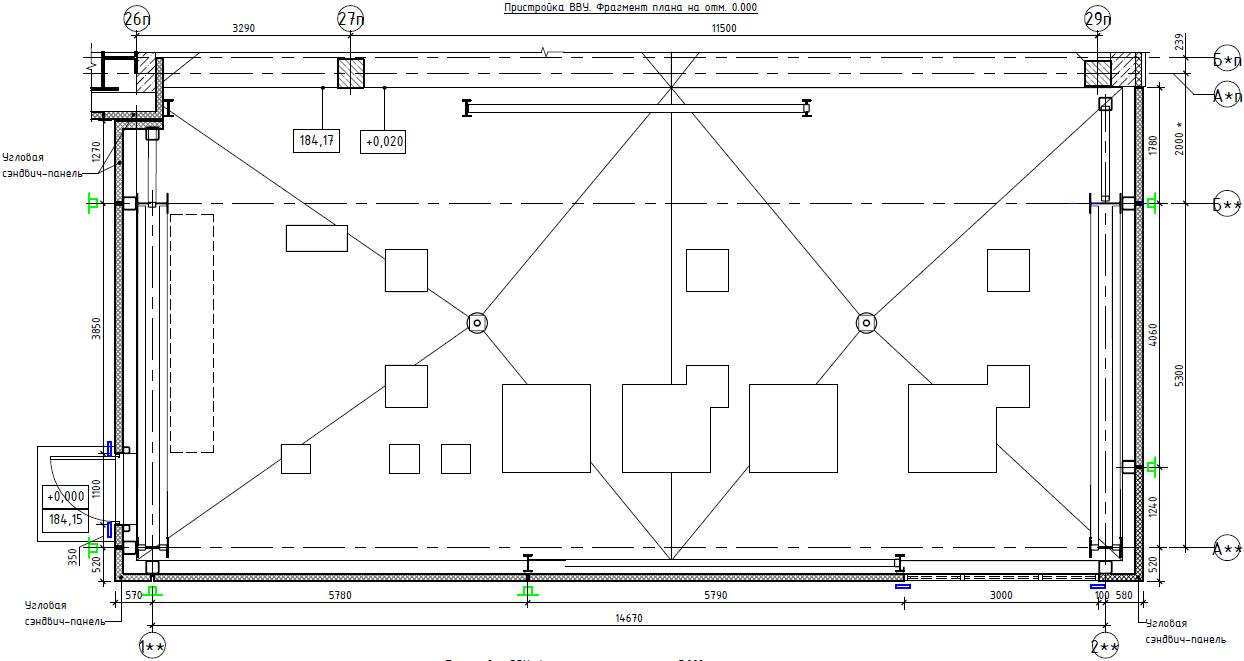 Пристройка ВВУ. Фрагмент плана на отм. 0.000
26п
27п
29п
3290
11500
239
Б*п
А*п
184,17
+0,020
Угловая
сэндвич-панель
1270
1780
2000 *
Б**
3850
4060
5300
+0,000
184,15
1100
1240
350
520
520
А**
570
5780
5790
3000
100
580
Угловая
сэндвич-панель
14670
Угловая
сэндвич-панель
1**
2**